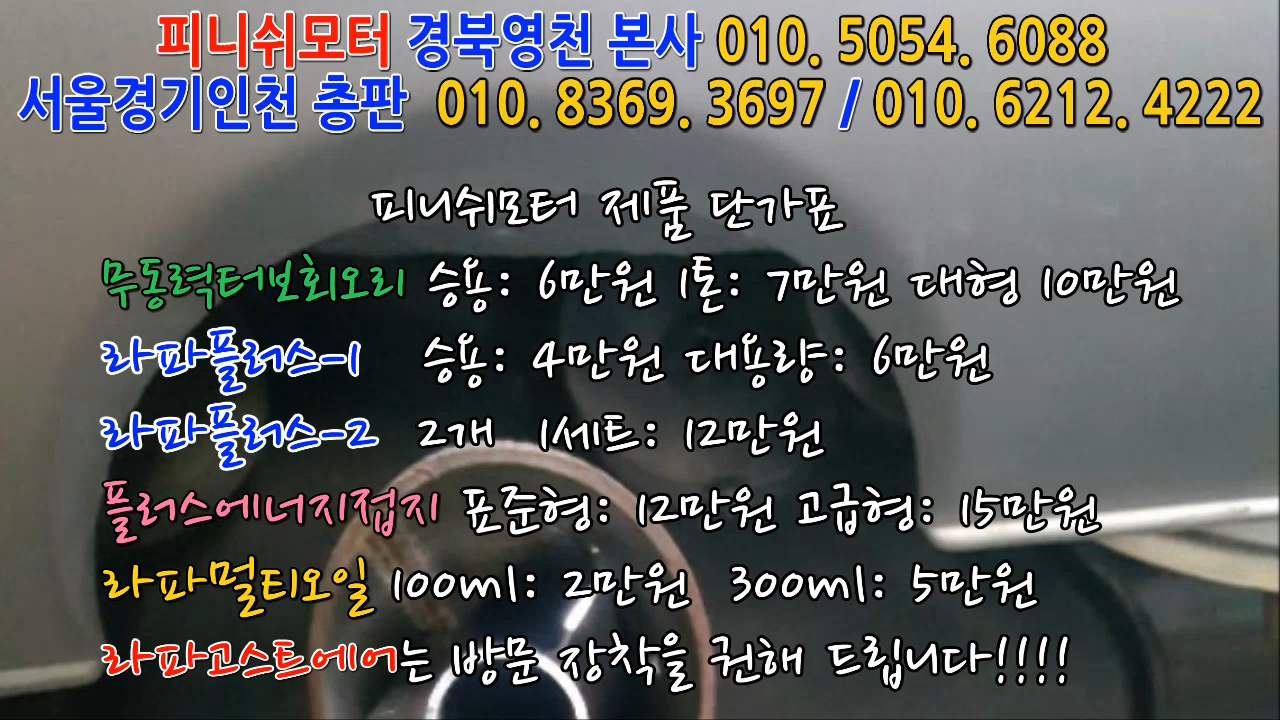 피니쉬모터 경북영천 본사 010. 5054. 6088
서울경기인천 총판 010. 8369. 3697 / 010. 6212. 4222
피니쉬모터 제품 단가표
무동력터보회오리 승용: 6만원 1톤: 7만원 대형 10만원
라파플러스-1 승용: 4만원 대용량: 6만원
라파플러스-2 2개 1세트: 12만원
플러스에너지접지 표준형: 12만원 고급형: 15만원
라파멀티오일 100ml: 2만원 300ml: 5만원
라파고스트에어는 방문 장착을 권해 드립니다!!!!